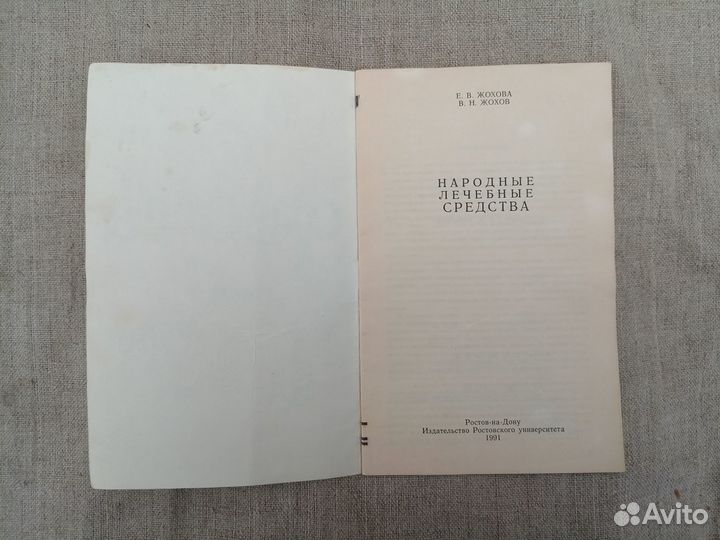 Е. В. ЖОХОВА
В. Н. ЖОХОВ
НАРОДНЫЕ
ЛЕЧЕБНЫЕ
СРЕДСТВА
Ростов-на-Дону
Издательство Ростовского университета
1991
Avito